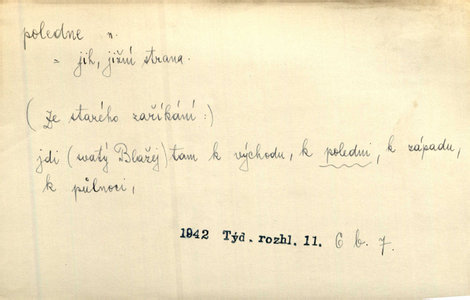 poledne n.
= jih, jižní strana.
(Ze starého zaříkání:)
jdi (svatý Blažej) tam k východu, k poledni, k západu,
k půlnoci,
1942 Týd. rozhl. 11. 6 b. 7.